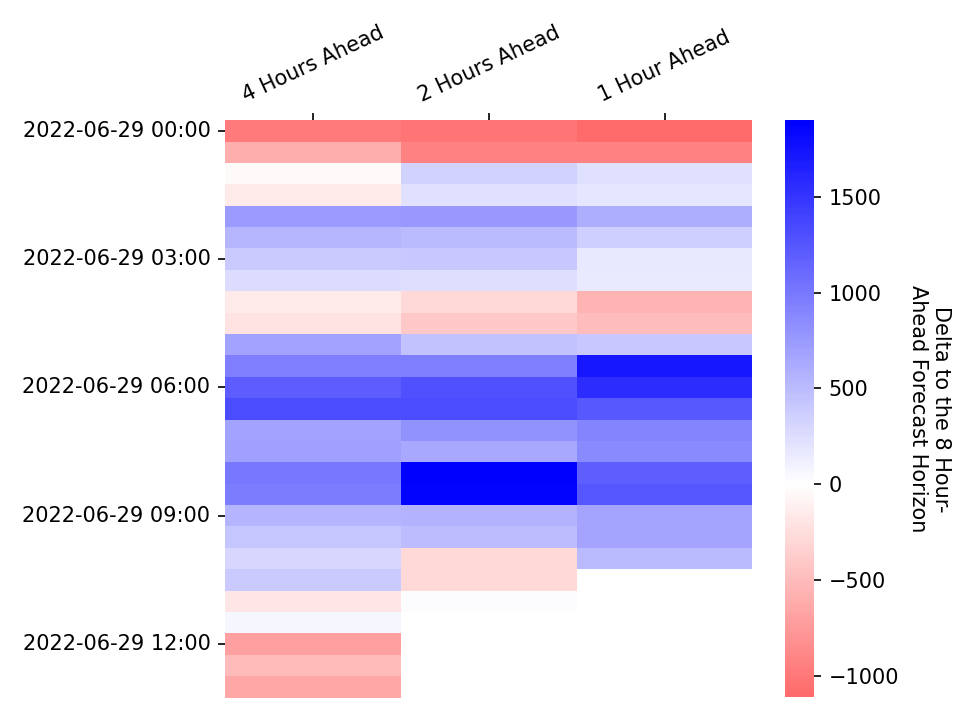 4 Hours Ahead
2 Hours Ahead
1 Hour Ahead
2022-06-29 00:00
2022-06-29 03:00
2022-06-29 06:00
2022-06-29 09:00
2022-06-29 12:00
1500
1000
500
0
−500
−1000
Delta to the 8 Hour-
Ahead Forecast Horizon